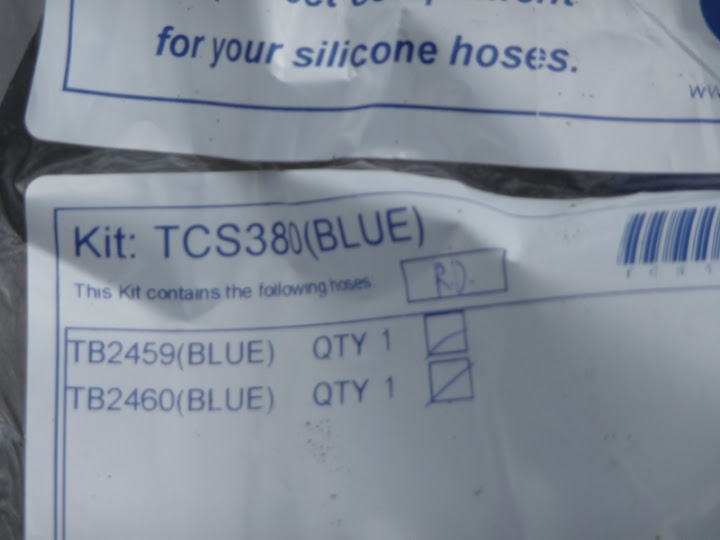 for your silicone hoses.
Kit: TCS380(BLUE)
This Kit contains the following hoses: R.D.
TB2459(BLUE) QTY 1
TB2460(BLUE) QTY 1